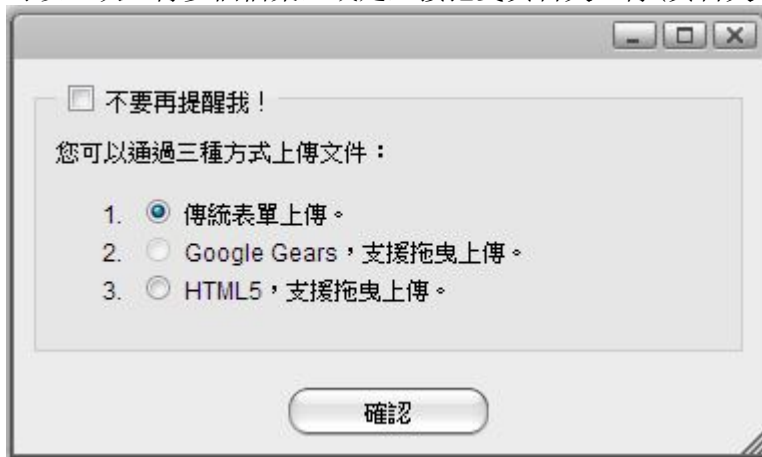 不要再提醒我！
您可以通過三種方式上傳文件：
1. 傳統表單上傳。
2. Google Gears，支援拖曳上傳。
3. HTML5，支援拖曳上傳。
確認